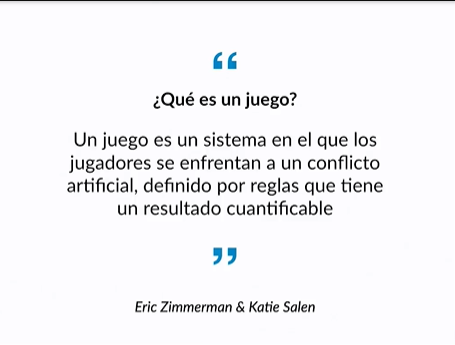 “
¿Qué es un juego?
Un juego es un sistema en el que los
jugadores se enfrentan a un conflicto
artificial, definido por reglas que tiene
un resultado cuantificable
”
Eric Zimmerman & Katie Salen